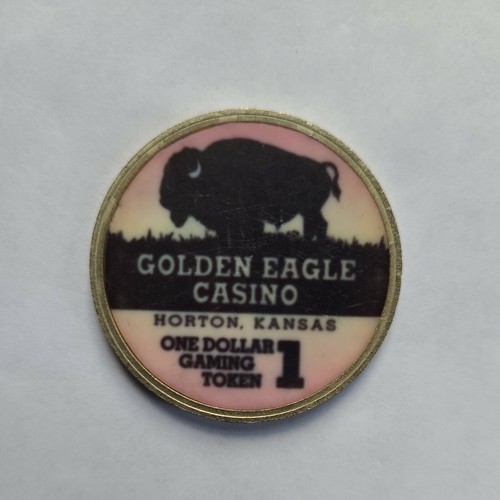 GOLDEN EAGLE
CASINO
HORTON, KANSAS
ONE DOLLAR
GAMING
TOKEN
1